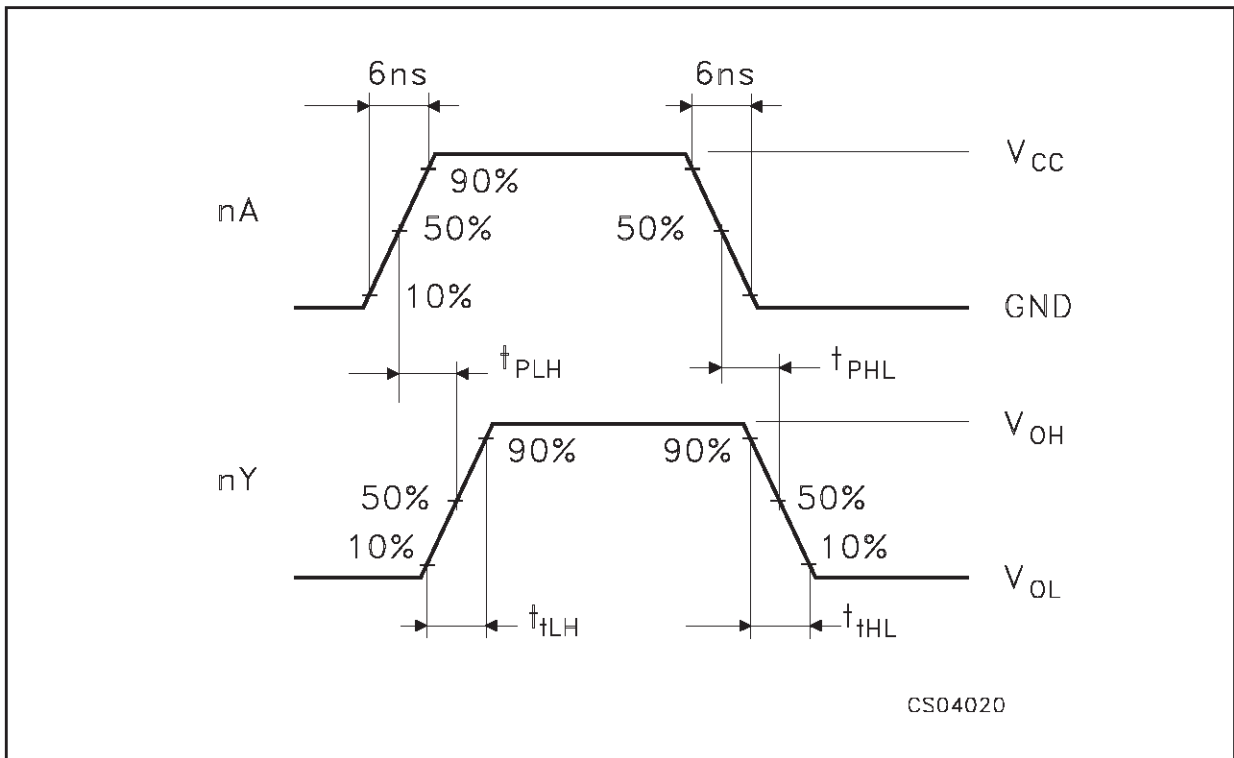 6ns 6ns
V_CC
90%
nA
50% 50%
10%
GND
t_PLH t_PHL
V_OH
90% 90%
nY
50% 50%
10% 10%
V_OL
t_tLH t_tHL
CS04020